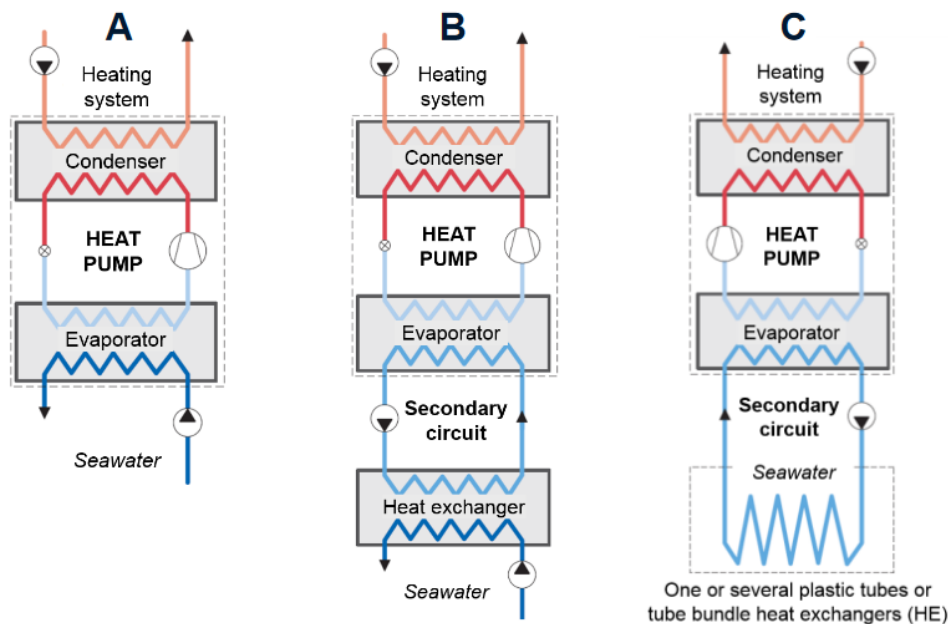 A
Heating
system
Condenser
HEAT
PUMP
Evaporator
Seawater
B
Heating
system
Condenser
HEAT
PUMP
Evaporator
Secondary
circuit
Heat exchanger
Seawater
C
Heating
system
Condenser
HEAT
PUMP
Evaporator
Secondary
circuit
Seawater
One or several plastic tubes or
tube bundle heat exchangers (HE)